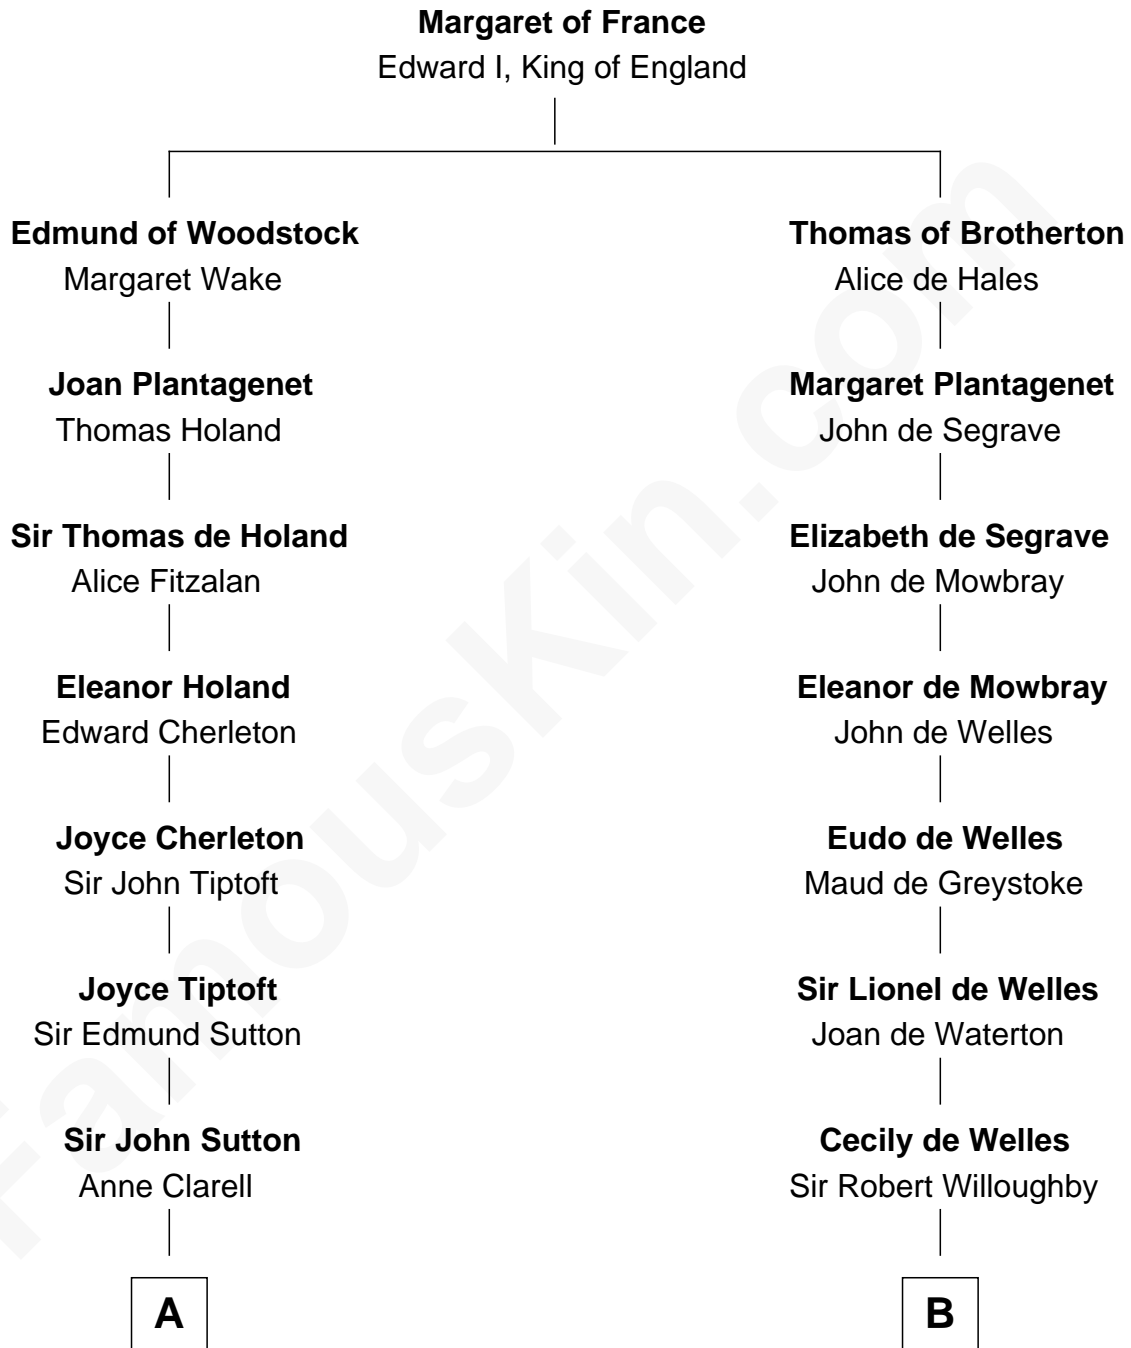 Margaret of France
Edward I, King of England
Edmund of Woodstock
Margaret Wake
Thomas of Brotherton
Alice de Hales
Joan Plantagenet
Thomas Holand
Margaret Plantagenet
John de Segrave
Sir Thomas de Holand
Alice Fitzalan
Elizabeth de Segrave
John de Mowbray
Eleanor Holand
Edward Cherleton
Eleanor de Mowbray
John de Welles
Joyce Cherleton
Sir John Tiptoft
Eudo de Welles
Maud de Greystoke
Joyce Tiptoft
Sir Edmund Sutton
Sir Lionel de Welles
Joan de Waterton
Sir John Sutton
Anne Clarell
Cecily de Welles
Sir Robert Willoughby
A
B
FamousKin.com